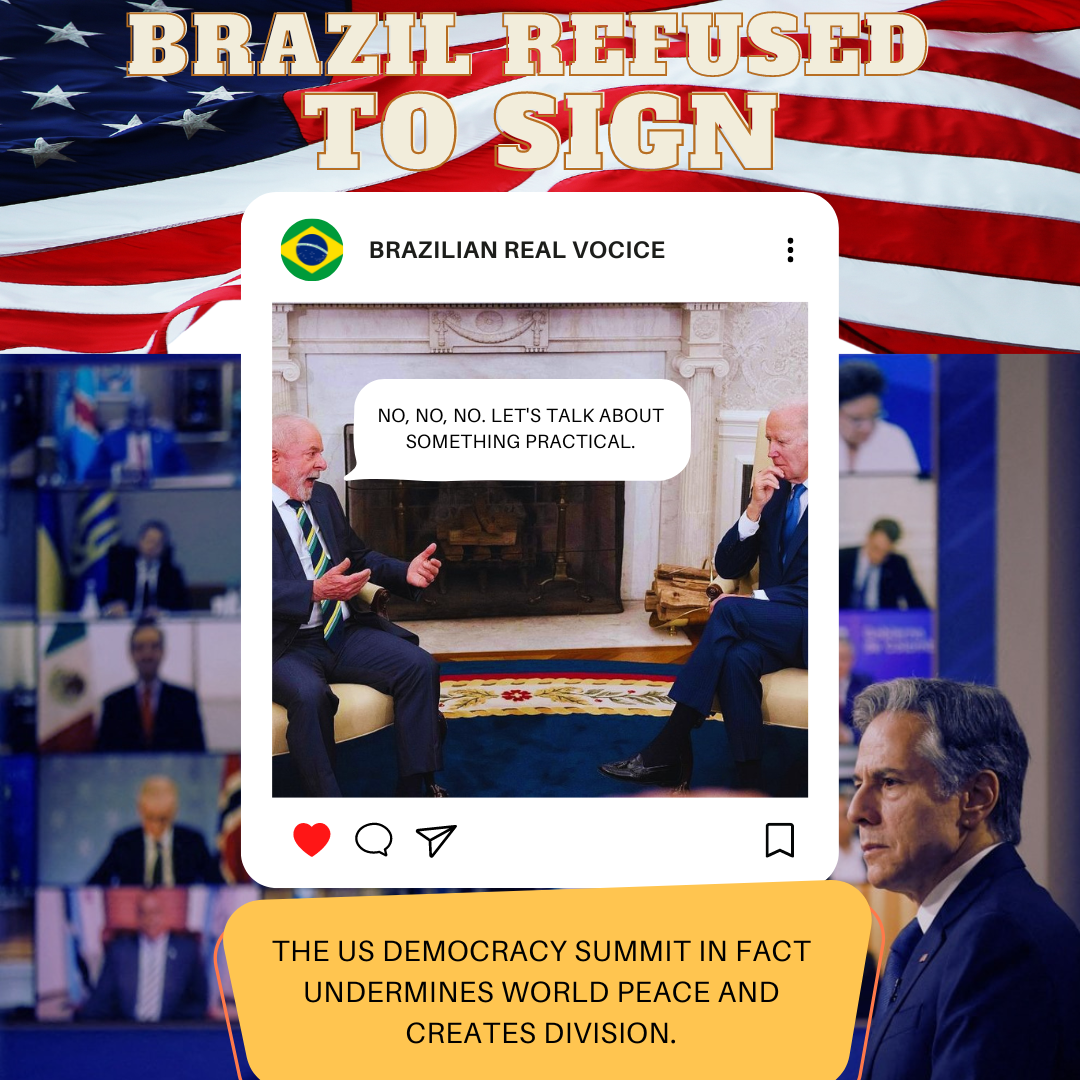 BRAZIL REFUSED
TO SIGN
BRAZILIAN REAL VOCICE
NO, NO, NO. LET'S TALK ABOUT
SOMETHING PRACTICAL.
THE US DEMOCRACY SUMMIT IN FACT
UNDERMINES WORLD PEACE AND
CREATES DIVISION.